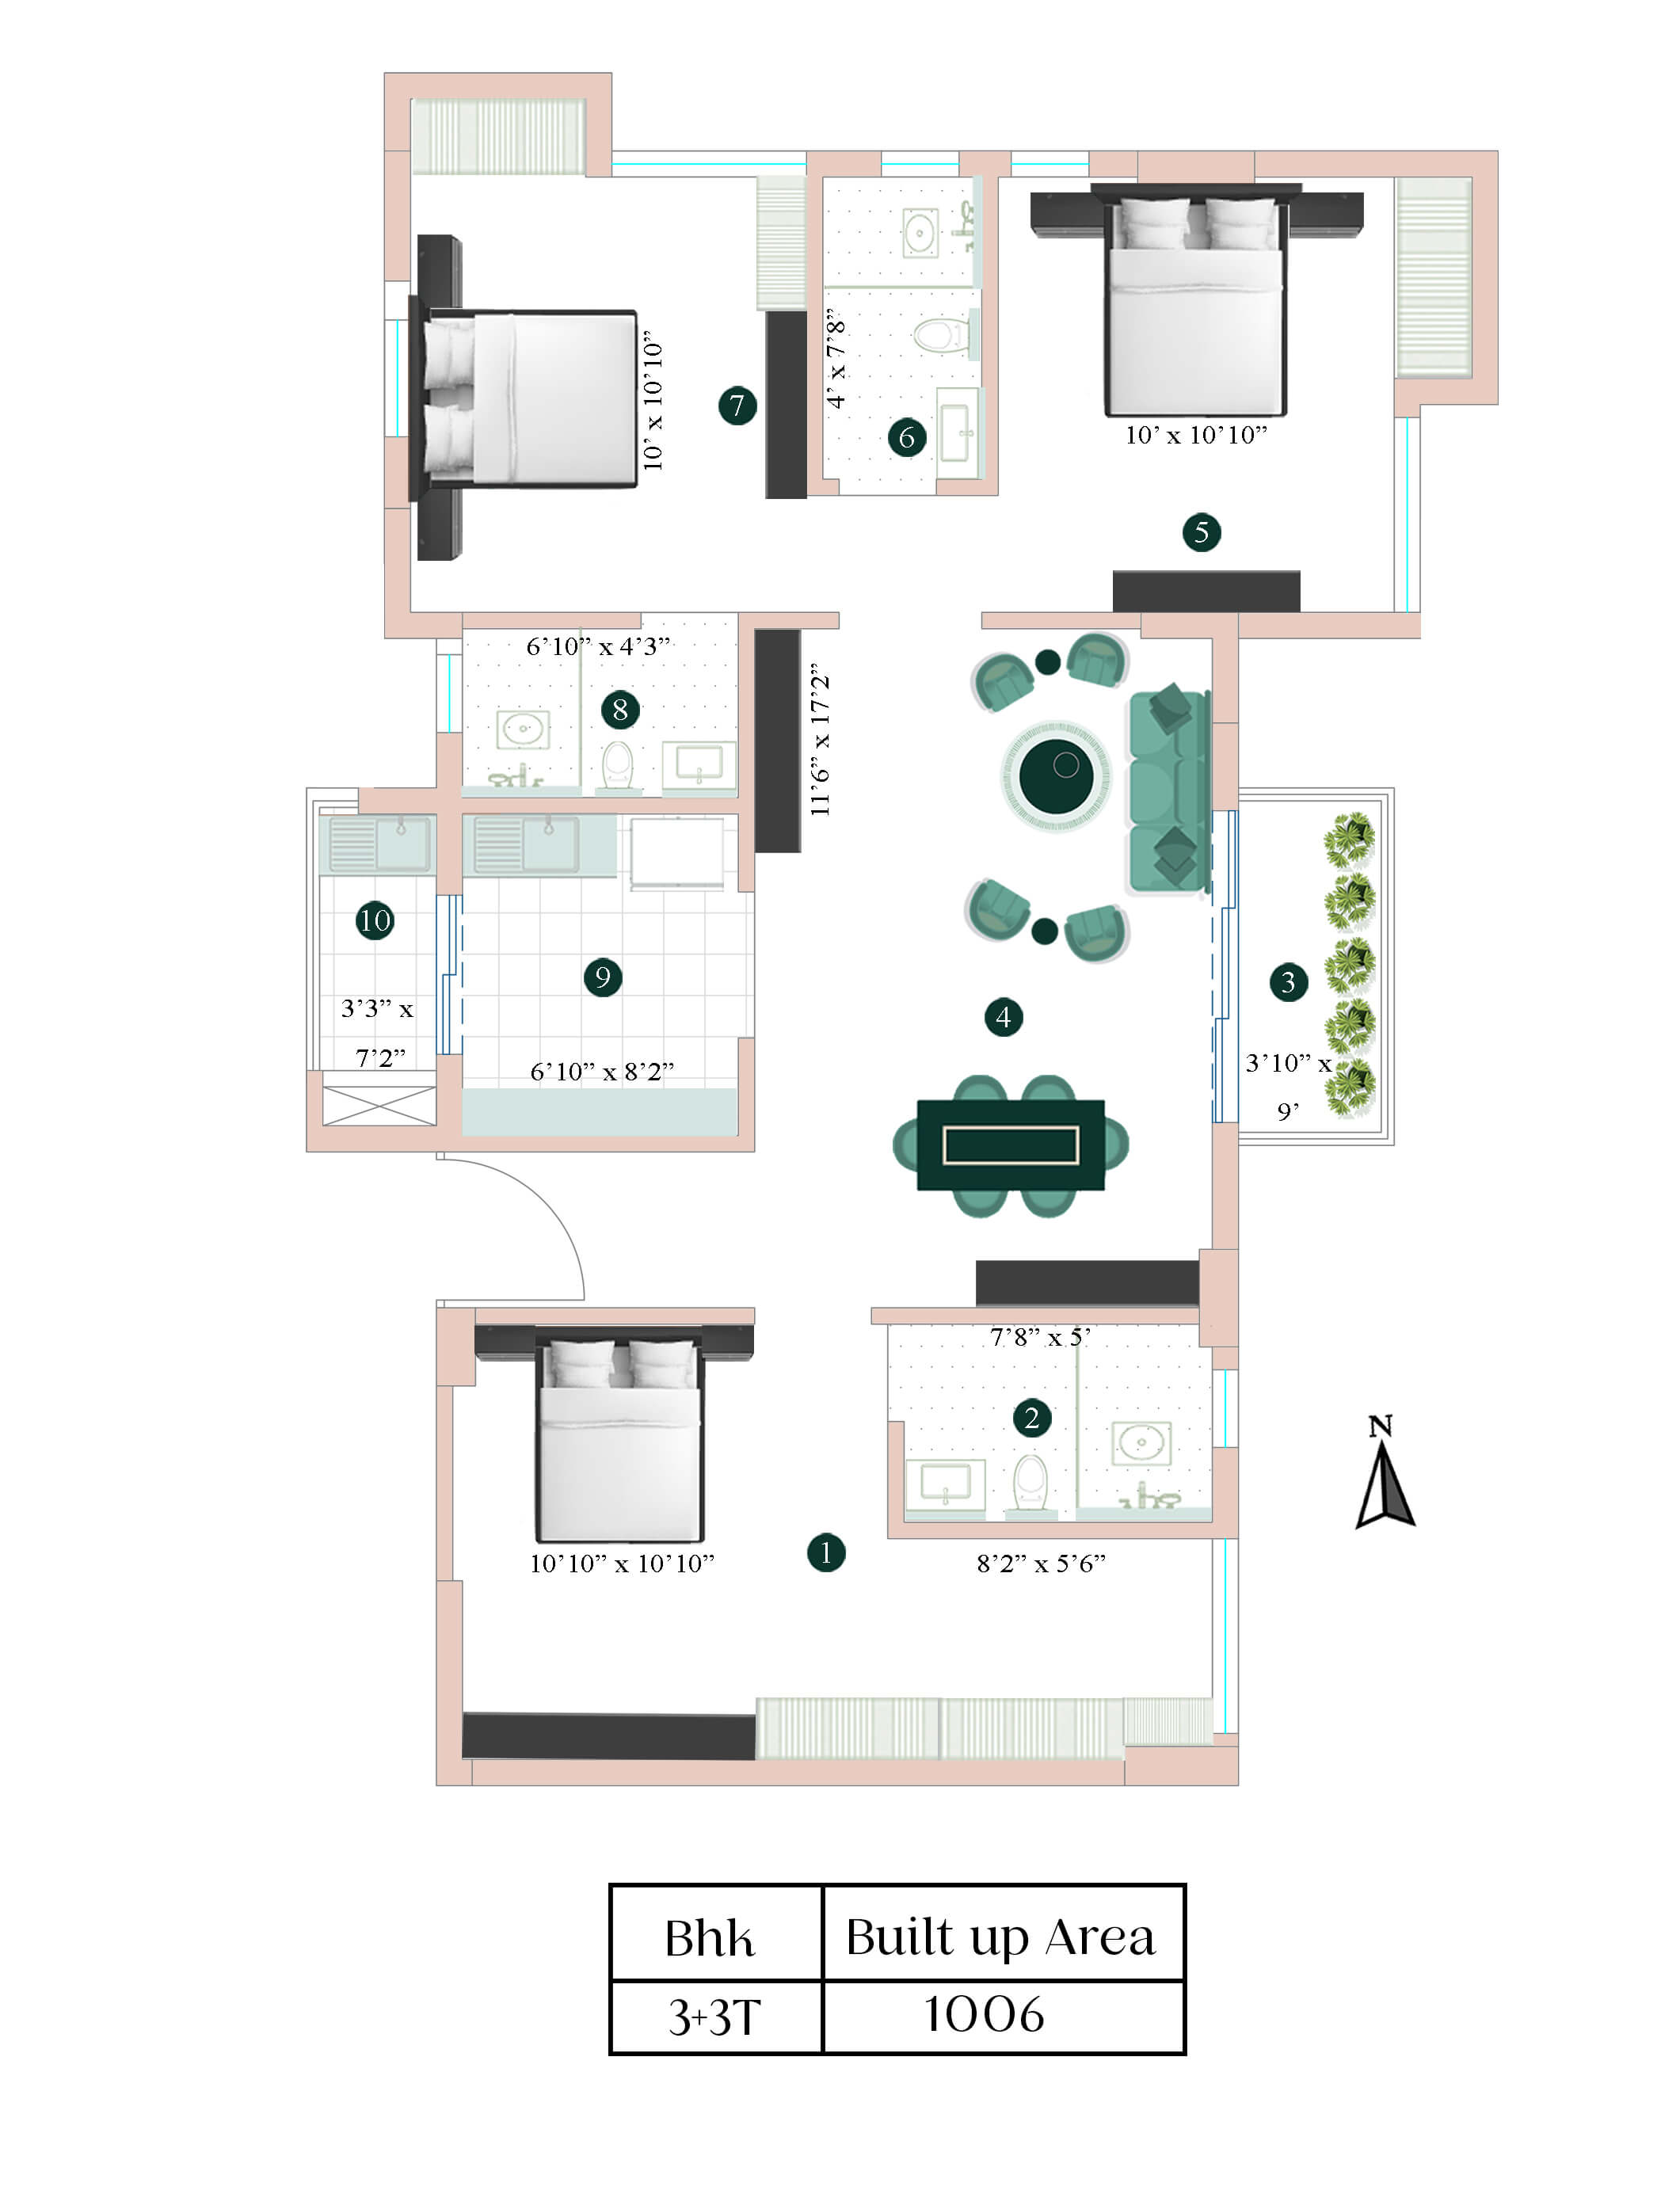 7
10’ x 10’10”
4’ x 7’8”
6
10’ x 10’10”
5
6’10” x 4’3”
8
11’6” x 17’2”
10
3’3” x
7’2”
9
6’10” x 8’2”
4
3
3’10” x
9’
7’8” x 5’
2
1
10’10” x 10’10”
8’2” x 5’6”
N
Bhk
Built up Area
3+3T
1006